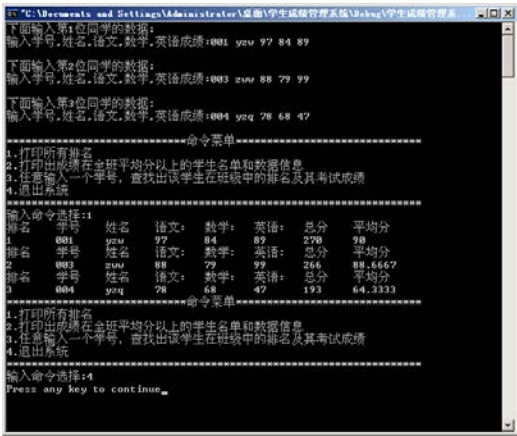 "C:\Documents and Settings\Administrator\桌面\学生成绩管理系统\Debug\学生成绩管理系...
下面输入第1位同学的数据:
输入学号,姓名,语文,数学,英语成绩:001 yzw 97 84 89
下面输入第2位同学的数据:
输入学号,姓名,语文,数学,英语成绩:003 zww 88 79 99
下面输入第3位同学的数据:
输入学号,姓名,语文,数学,英语成绩:004 yzq 78 68 47
******************************命令菜单******************************
1.打印所有排名
2.打印出成绩在全班平均分以上的学生名单和数据信息
3.任意输入一个学号，查找出该学生在班级中的排名及其考试成绩
4.退出系统
********************************************************************
输入命令选择:1
排名 学号 姓名 语文: 数学: 英语: 总分 平均分
1 001 yzw 97 84 89 270 90
排名 学号 姓名 语文: 数学: 英语: 总分 平均分
2 003 zww 88 79 99 266 88.6667
排名 学号 姓名 语文: 数学: 英语: 总分 平均分
3 004 yzq 78 68 47 193 64.3333
******************************命令菜单******************************
1.打印所有排名
2.打印出成绩在全班平均分以上的学生名单和数据信息
3.任意输入一个学号，查找出该学生在班级中的排名及其考试成绩
4.退出系统
********************************************************************
输入命令选择:4
Press any key to continue_